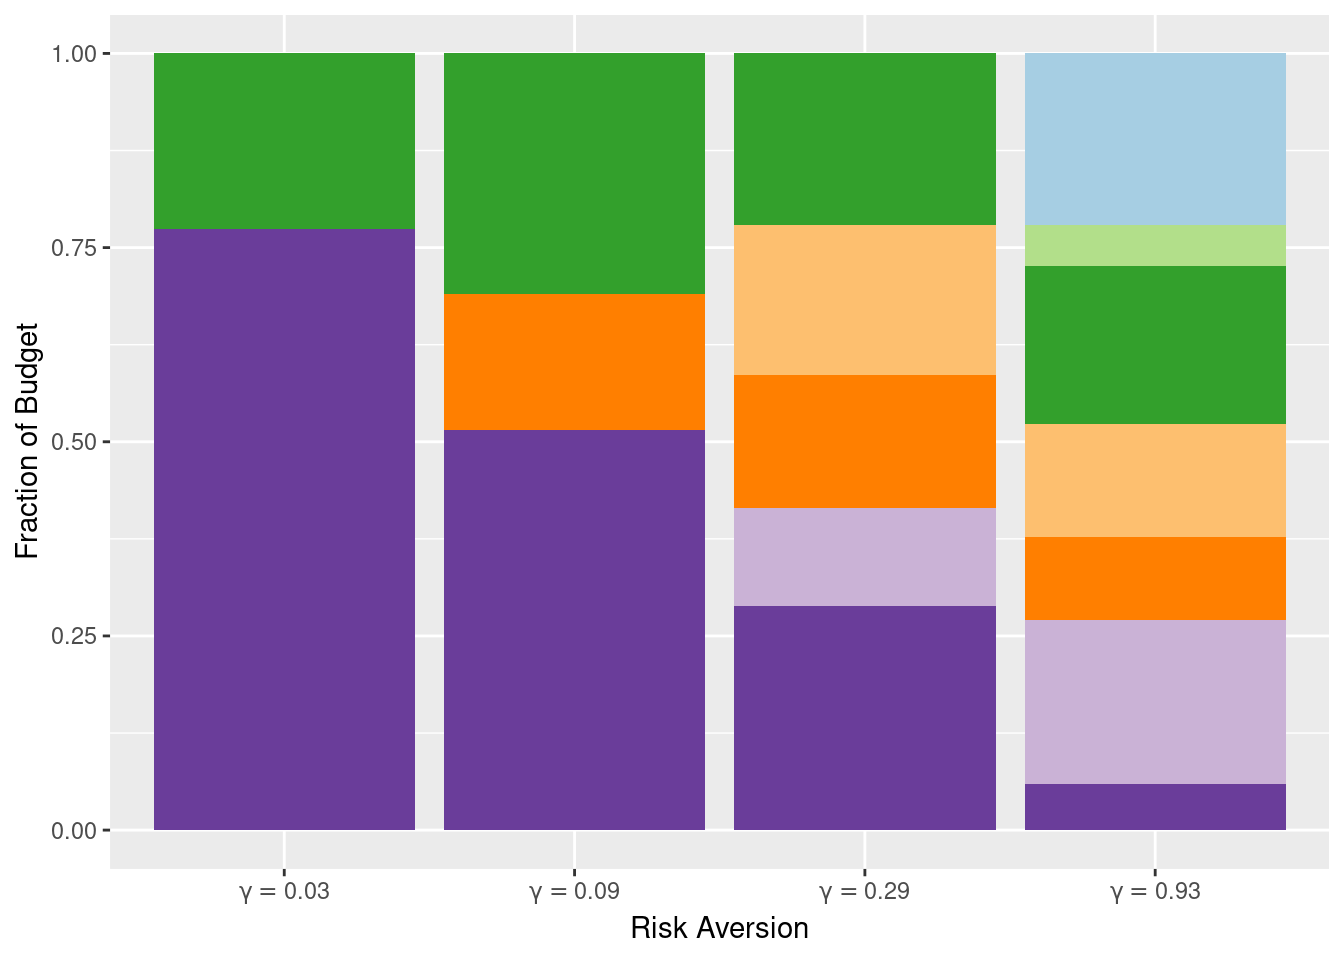 1.00
0.75
0.50
0.25
0.00
Fraction of Budget
γ = 0.03
γ = 0.09
γ = 0.29
γ = 0.93
Risk Aversion